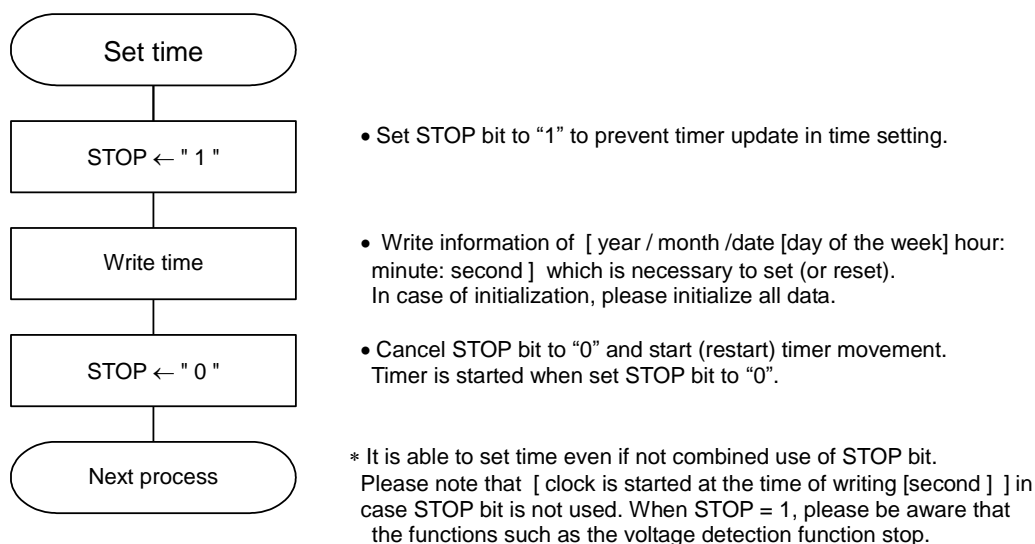 Set time
STOP ← " 1 "
• Set STOP bit to “1” to prevent timer update in time setting.
Write time
• Write information of [ year / month /date [day of the week] hour:
minute: second ] which is necessary to set (or reset).
In case of initialization, please initialize all data.
STOP ← " 0 "
• Cancel STOP bit to “0” and start (restart) timer movement.
Timer is started when set STOP bit to “0”.
Next process
* It is able to set time even if not combined use of STOP bit.
Please note that [ clock is started at the time of writing [second ] ] in
case STOP bit is not used. When STOP = 1, please be aware that
the functions such as the voltage detection function stop.